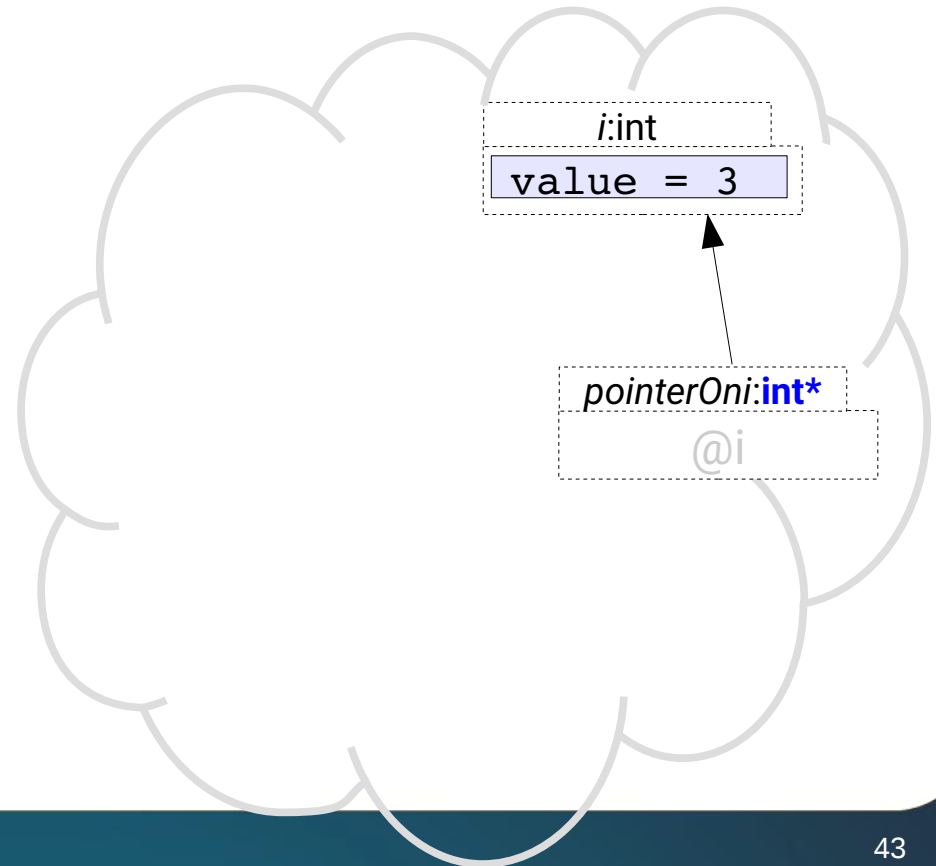 i:int
value = 3
pointerOni:int*
@i
43